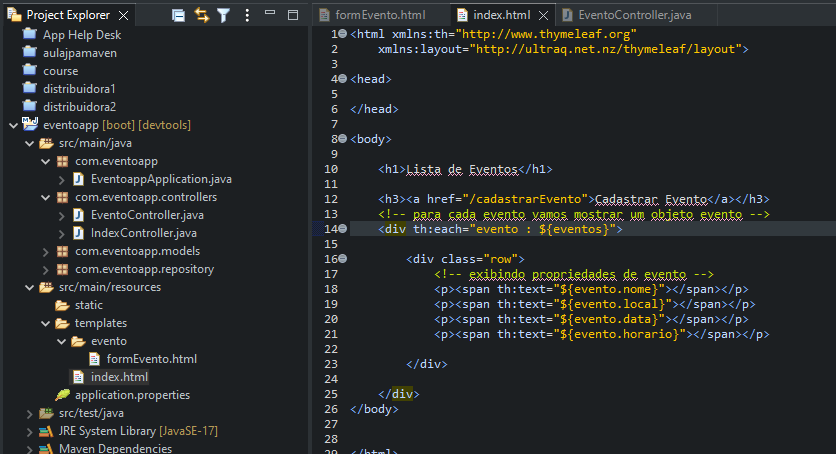 Project Explorer
App Help Desk
aulajpamaven
course
distribuidora1
distribuidora2
eventoapp [boot] [devtools]
src/main/java
com.eventoapp
EventoappApplication.java
com.eventoapp.controllers
EventoController.java
IndexController.java
com.eventoapp.models
com.eventoapp.repository
src/main/resources
static
templates
evento
formEvento.html
index.html
application.properties
src/test/java
JRE System Library [JavaSE-17]
Maven Dependencies
formEvento.html index.html EventoController.java
1 <html xmlns:th="http://www.thymeleaf.org"
2 xmlns:layout="http://ultraq.net.nz/thymeleaf/layout">
3
4 <head>
5
6 </head>
7
8 <body>
9
10 <h1>Lista de Eventos</h1>
11
12 <h3><a href="/cadastrarEvento">Cadastrar Evento</a></h3>
13 <!-- para cada evento vamos mostrar um objeto evento -->
14 <div th:each="evento : ${eventos}">
15
16 <div class="row">
17 <!-- exibindo propriedades de evento -->
18 <p><span th:text="${evento.nome}"></span></p>
19 <p><span th:text="${evento.local}"></span></p>
20 <p><span th:text="${evento.data}"></span></p>
21 <p><span th:text="${evento.horario}"></span></p>
22
23 </div>
24
25 </div>
26 </body>
27
28
</html>